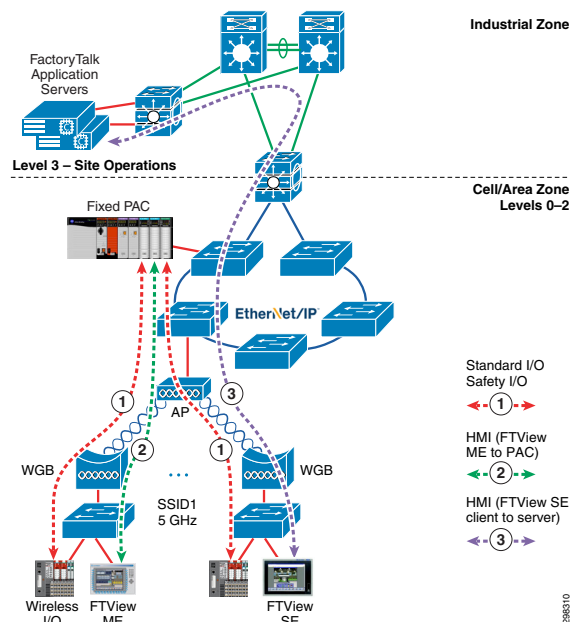 Industrial Zone
FactoryTalk
Application
Servers
Level 3 – Site Operations
Cell/Area Zone
Levels 0–2
Fixed PAC
EtherNet/IP
AP
1
2
1
3
WGB
WGB
...
SSID1
5 GHz
Wireless
I/O
FTView
ME
FTView
SE
Standard I/O
Safety I/O
1
HMI (FTView
ME to PAC)
2
HMI (FTView SE
client to server)
3
298310